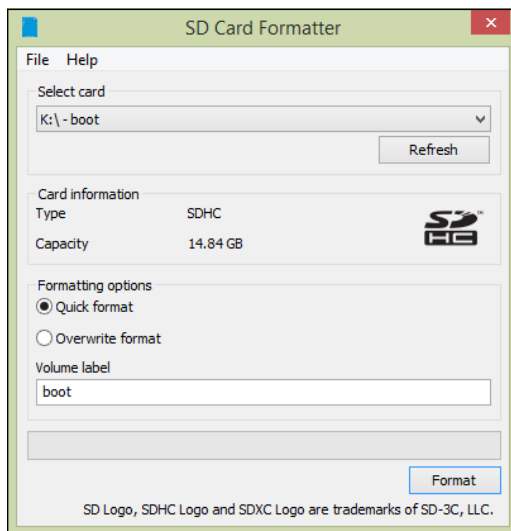 SD Card Formatter
File Help
Select card
K:\ - boot
Refresh
Card information
Type SDHC
Capacity 14.84 GB
SD HC
Formatting options
Quick format
Overwrite format
Volume label
boot
Format
SD Logo, SDHC Logo and SDXC Logo are trademarks of SD-3C, LLC.